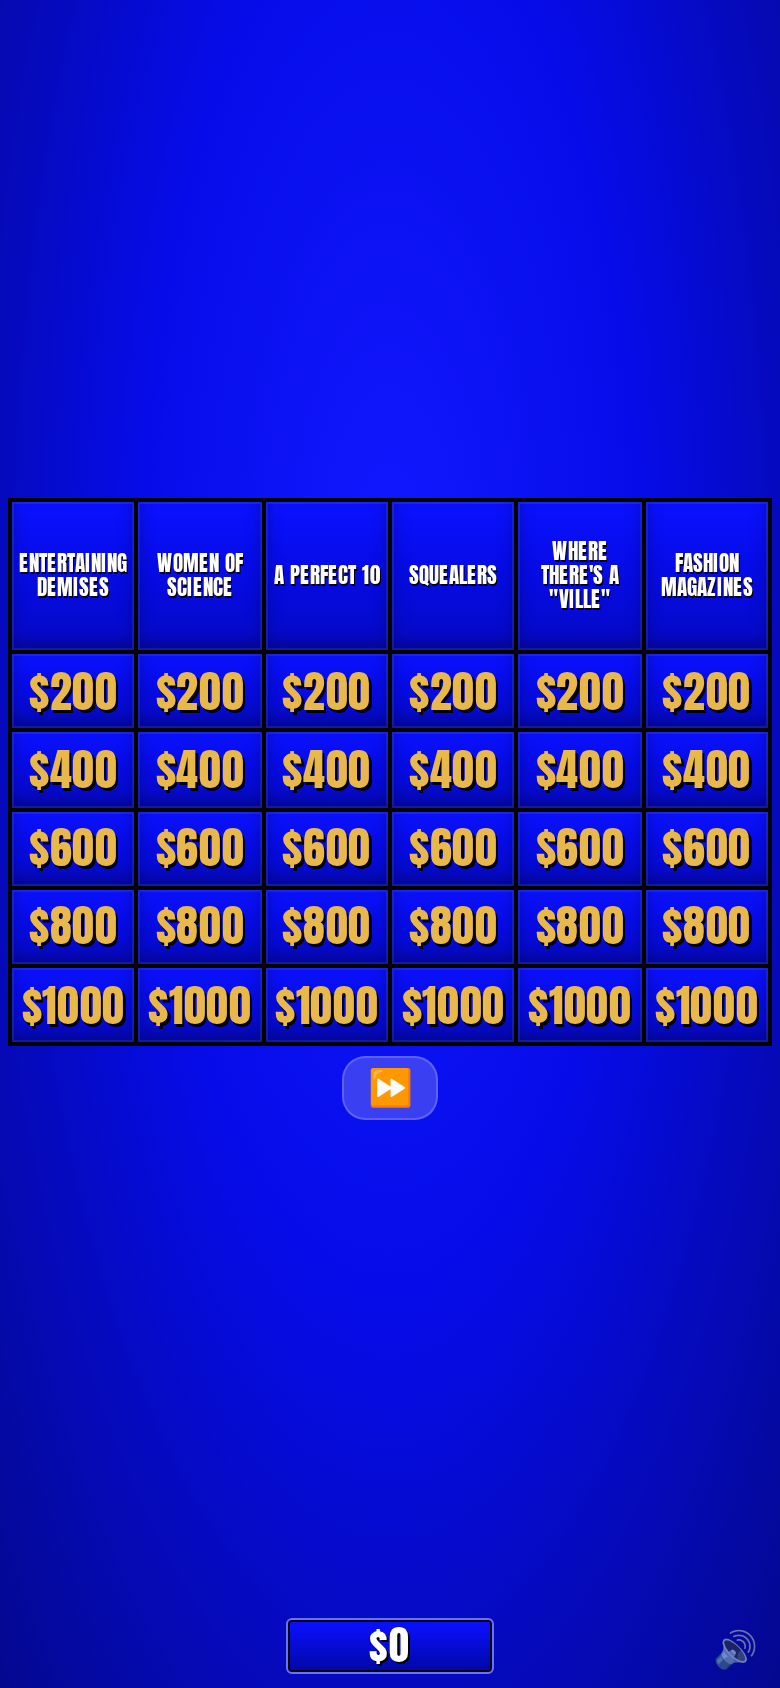 ENTERTAINING
DEMISES
WOMEN OF
SCIENCE
A PERFECT 10
SQUEALERS
WHERE
THERE'S A
"VILLE"
FASHION
MAGAZINES
$200 $200 $200 $200 $200 $200
$400 $400 $400 $400 $400 $400
$600 $600 $600 $600 $600 $600
$800 $800 $800 $800 $800 $800
$1000 $1000 $1000 $1000 $1000 $1000
$0